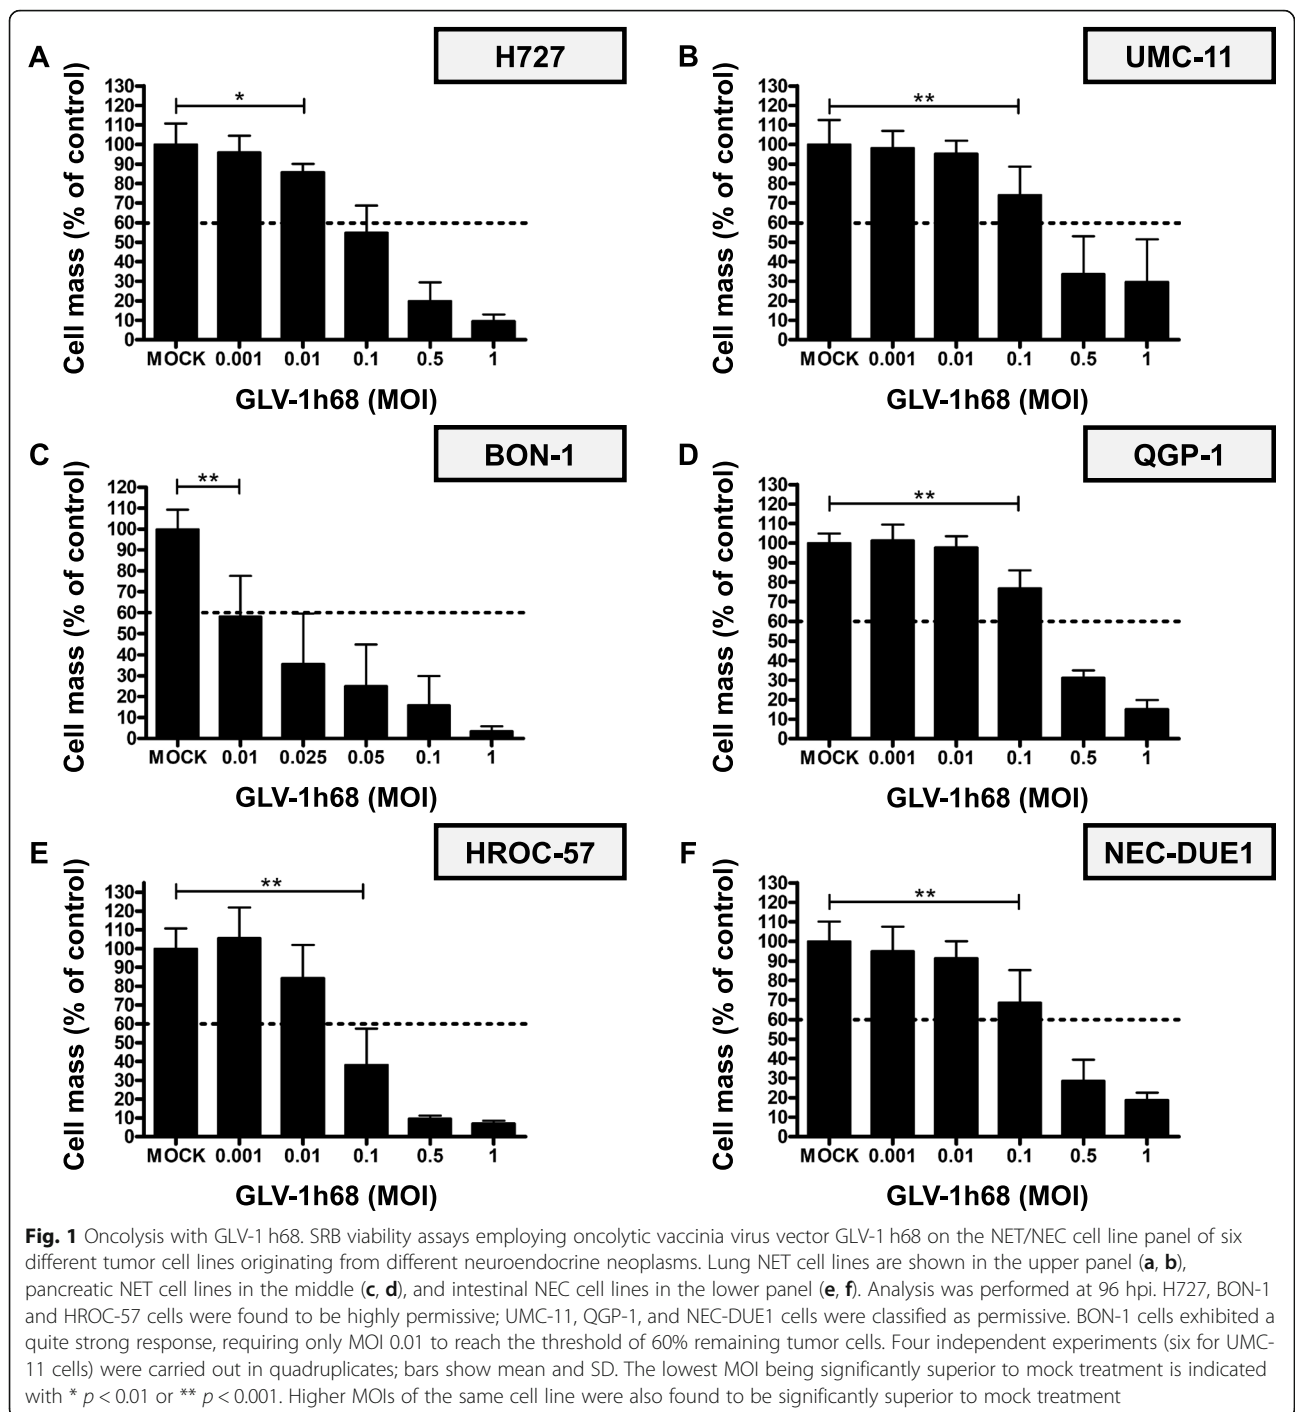 A
H727
Cell mass (% of control)
130
120
110
100
90
80
70
60
50
40
30
20
10
0
*
MOCK 0.001 0.01 0.1 0.5 1
GLV-1h68 (MOI)
B
UMC-11
Cell mass (% of control)
130
120
110
100
90
80
70
60
50
40
30
20
10
0
**
MOCK 0.001 0.01 0.1 0.5 1
GLV-1h68 (MOI)
C
BON-1
Cell mass (% of control)
120
110
100
90
80
70
60
50
40
30
20
10
0
**
MOCK 0.01 0.025 0.05 0.1 1
GLV-1h68 (MOI)
D
QGP-1
Cell mass (% of control)
130
120
110
100
90
80
70
60
50
40
30
20
10
0
**
MOCK 0.001 0.01 0.1 0.5 1
GLV-1h68 (MOI)
E
HROC-57
Cell mass (% of control)
130
120
110
100
90
80
70
60
50
40
30
20
10
0
**
MOCK 0.001 0.01 0.1 0.5 1
GLV-1h68 (MOI)
F
NEC-DUE1
Cell mass (% of control)
130
120
110
100
90
80
70
60
50
40
30
20
10
0
**
MOCK 0.001 0.01 0.1 0.5 1
GLV-1h68 (MOI)
Fig. 1 Oncolysis with GLV-1 h68. SRB viability assays employing oncolytic vaccinia virus vector GLV-1 h68 on the NET/NEC cell line panel of six
different tumor cell lines originating from different neuroendocrine neoplasms. Lung NET cell lines are shown in the upper panel (a, b),
pancreatic NET cell lines in the middle (c, d), and intestinal NEC cell lines in the lower panel (e, f). Analysis was performed at 96 hpi. H727, BON-1
and HROC-57 cells were found to be highly permissive; UMC-11, QGP-1, and NEC-DUE1 cells were classified as permissive. BON-1 cells exhibited a
quite strong response, requiring only MOI 0.01 to reach the threshold of 60% remaining tumor cells. Four independent experiments (six for UMC-
11 cells) were carried out in quadruplicates; bars show mean and SD. The lowest MOI being significantly superior to mock treatment is indicated
with * p < 0.01 or ** p < 0.001. Higher MOIs of the same cell line were also found to be significantly superior to mock treatment